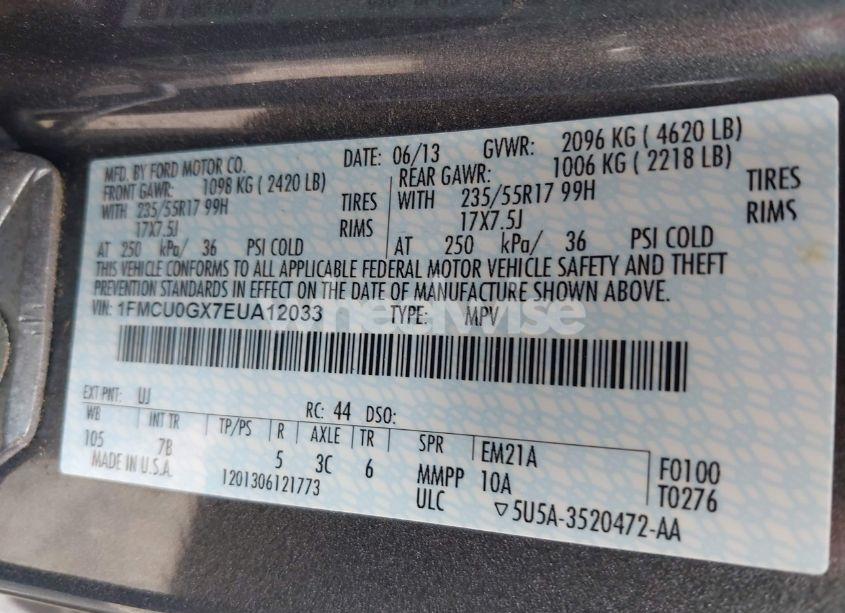 MFD. BY FORD MOTOR CO. DATE: 06/13 GVWR: 2096 KG ( 4620 LB)
FRONT GAWR: 1098 KG ( 2420 LB) REAR GAWR: 1006 KG ( 2218 LB)
WITH 235/55R17 99H TIRES WITH 235/55R17 99H TIRES
17X7.5J RIMS 17X7.5J RIMS
AT 250 kPa/ 36 PSI COLD AT 250 kPa/ 36 PSI COLD
THIS VEHICLE CONFORMS TO ALL APPLICABLE FEDERAL MOTOR VEHICLE SAFETY AND THEFT
PREVENTION STANDARDS IN EFFECT ON THE DATE OF MANUFACTURE SHOWN ABOVE.
VIN: 1FMCU0GX7EUA12033 TYPE: MPV
EXT PNT: UJ RC: 44 DSO:
WB INT TR TP/PS R AXLE TR SPR EM21A F0100
105 7B 5 3C 6 MMPP 10A T0276
MADE IN U.S.A. 1201306121773 ULC ▽5U5A-3520472-AA